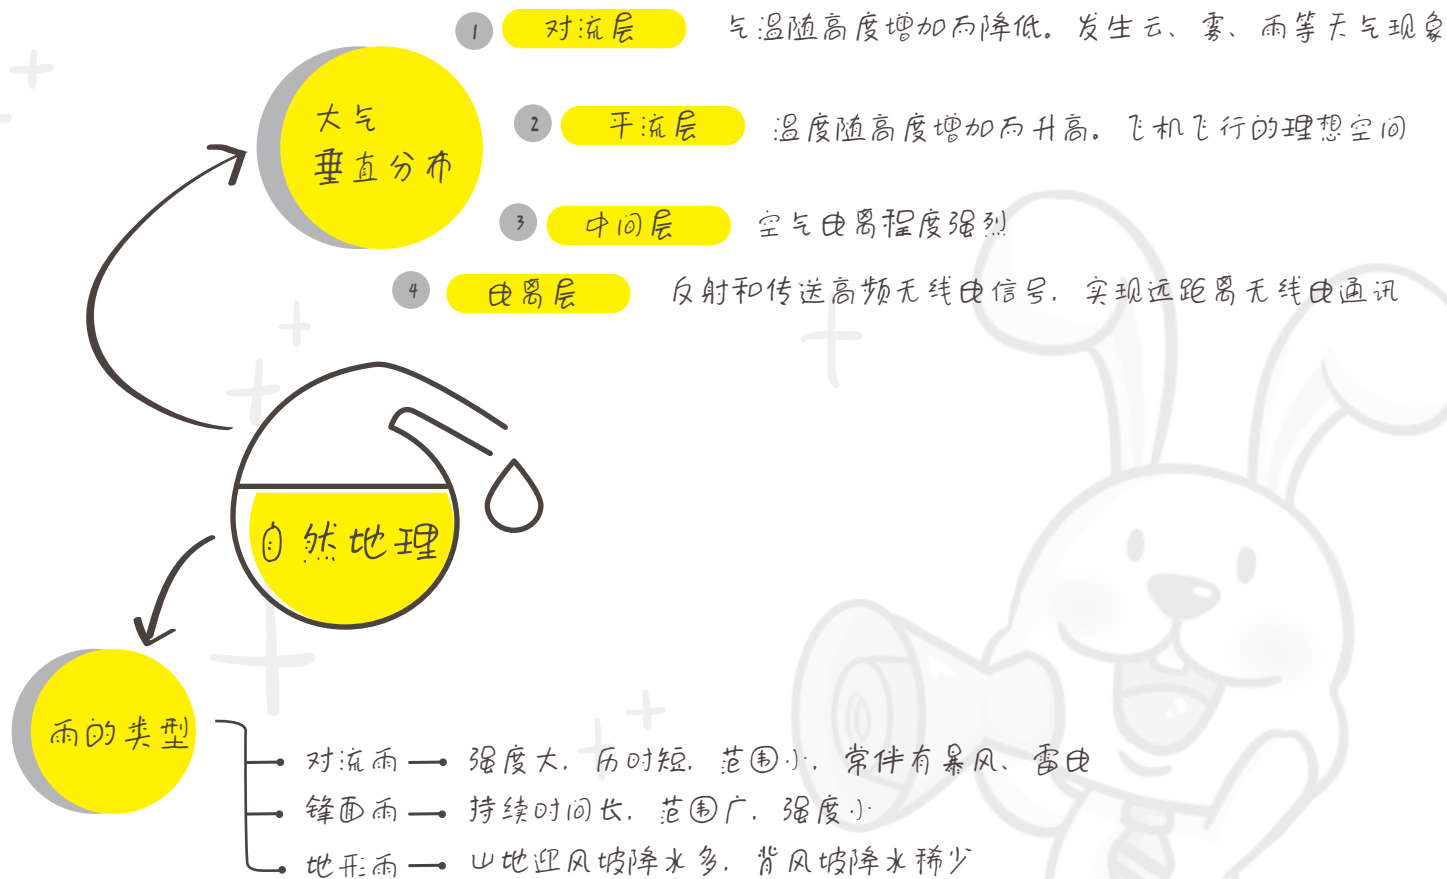 1 对流层 气温随高度增加而降低。发生云、雾、雨等天气现象
大气
垂直分布
2 平流层 温度随高度增加而升高。飞机飞行的理想空间
3 中间层 空气电离程度强烈
4 电离层 反射和传送高频无线电信号，实现远距离无线电通讯
自然地理
雨的类型
对流雨 强度大，历时短，范围小，常伴有暴风、雷电
锋面雨 持续时间长，范围广，强度小
地形雨 山地迎风坡降水多，背风坡降水稀少